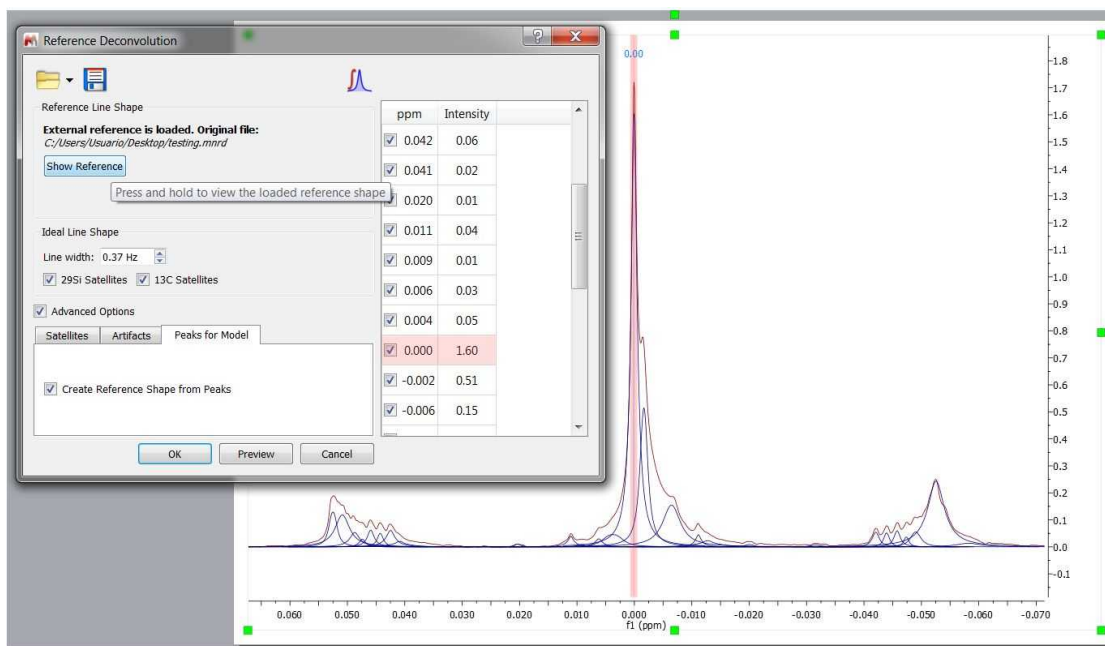 Reference Deconvolution
Reference Line Shape
External reference is loaded. Original file:
C:/Users/Usuario/Desktop/testing.mnrd
Show Reference
Press and hold to view the loaded reference shape
Ideal Line Shape
Line width: 0.37 Hz
29Si Satellites 13C Satellites
Advanced Options
Satellites Artifacts Peaks for Model
Create Reference Shape from Peaks
OK Preview Cancel
ppm Intensity
0.042 0.06
0.041 0.02
0.020 0.01
0.011 0.04
0.009 0.01
0.006 0.03
0.004 0.05
0.000 1.60
-0.002 0.51
-0.006 0.15
0.00
1.8
1.7
1.6
1.5
1.4
1.3
1.2
1.1
1.0
0.9
0.8
0.7
0.6
0.5
0.4
0.3
0.2
0.1
0.0
-0.1
0.060 0.050 0.040 0.030 0.020 0.010 0.000 -0.010 -0.020 -0.030 -0.040 -0.050 -0.060 -0.070
f1 (ppm)